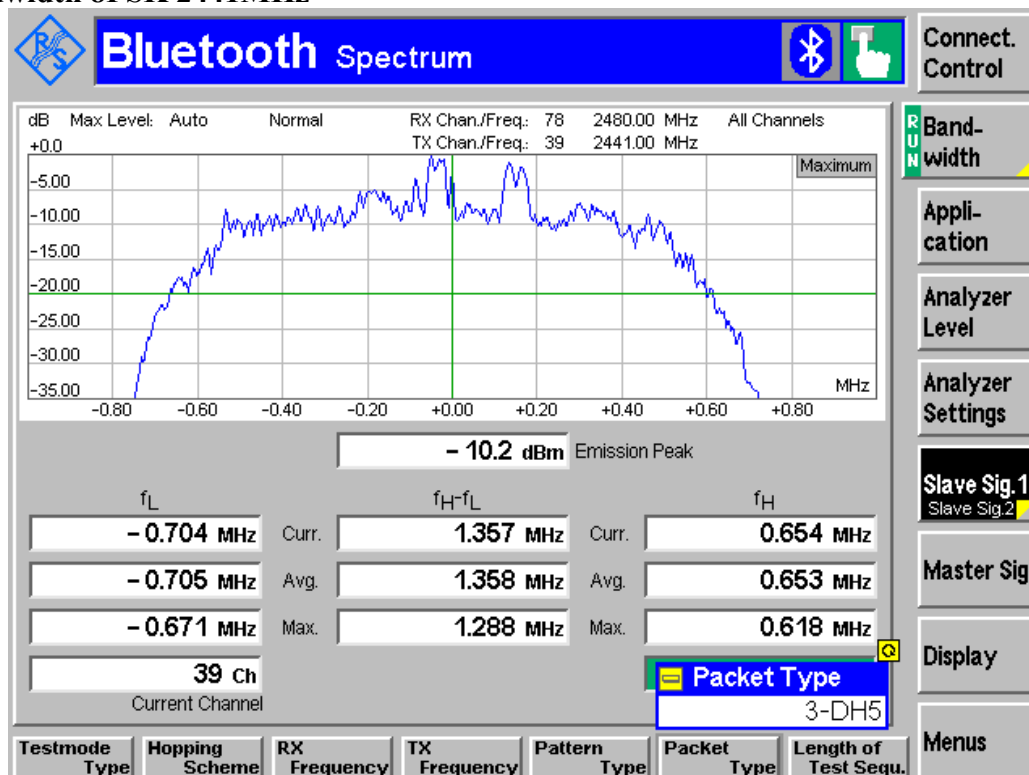 R&S
Bluetooth Spectrum
Connect.
Control
dB Max Level: Auto Normal RX Chan./Freq.: 78 2480.00 MHz All Channels
+0.0 TX Chan./Freq.: 39 2441.00 MHz
Maximum
RUN
Band-
width
-5.00
-10.00
-15.00
-20.00
-25.00
-30.00
-35.00
MHz
-0.80 -0.60 -0.40 -0.20 +0.00 +0.20 +0.40 +0.60 +0.80
Appli-
cation
Analyzer
Level
Analyzer
Settings
- 10.2 dBm Emission Peak
fL fH-fL fH
- 0.704 MHz Curr. 1.357 MHz Curr. 0.654 MHz
- 0.705 MHz Avg. 1.358 MHz Avg. 0.653 MHz
- 0.671 MHz Max. 1.288 MHz Max. 0.618 MHz
39 Ch
Current Channel
Packet Type
3-DH5
Slave Sig.1
Slave Sig.2
Master Sig
Display
Menus
Testmode
Type
Hopping
Scheme
RX
Frequency
TX
Frequency
Pattern
Type
Packet
Type
Length of
Test Sequ.